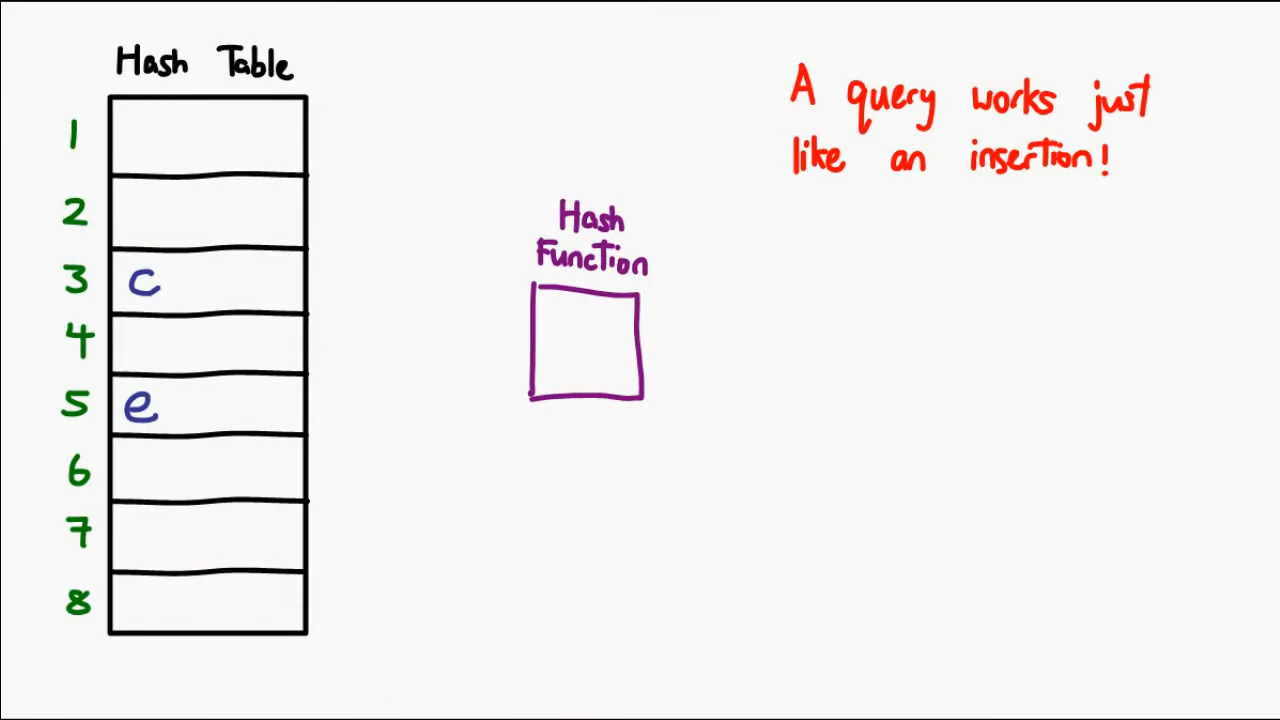 Hash Table
1
2
3 c
4
5 e
6
7
8
Hash
Function
A query works just
like an insertion!